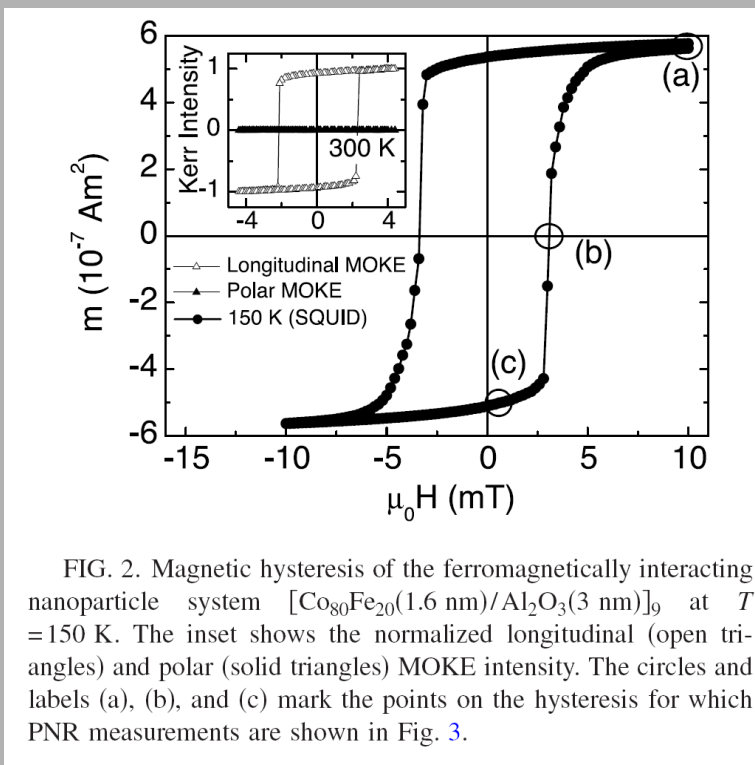 6
4
2
0
-2
-4
-6
m (10⁻⁷ Am²)
1
0
-1
Kerr Intensity
300 K
-4 0 4
(a)
(b)
(c)
Longitudinal MOKE
Polar MOKE
150 K (SQUID)
-15 -10 -5 0 5 10
μ₀H (mT)
FIG. 2. Magnetic hysteresis of the ferromagnetically interacting
nanoparticle system [Co₈₀Fe₂₀(1.6 nm)/Al₂O₃(3 nm)]₉ at T
=150 K. The inset shows the normalized longitudinal (open tri-
angles) and polar (solid triangles) MOKE intensity. The circles and
labels (a), (b), and (c) mark the points on the hysteresis for which
PNR measurements are shown in Fig. 3.